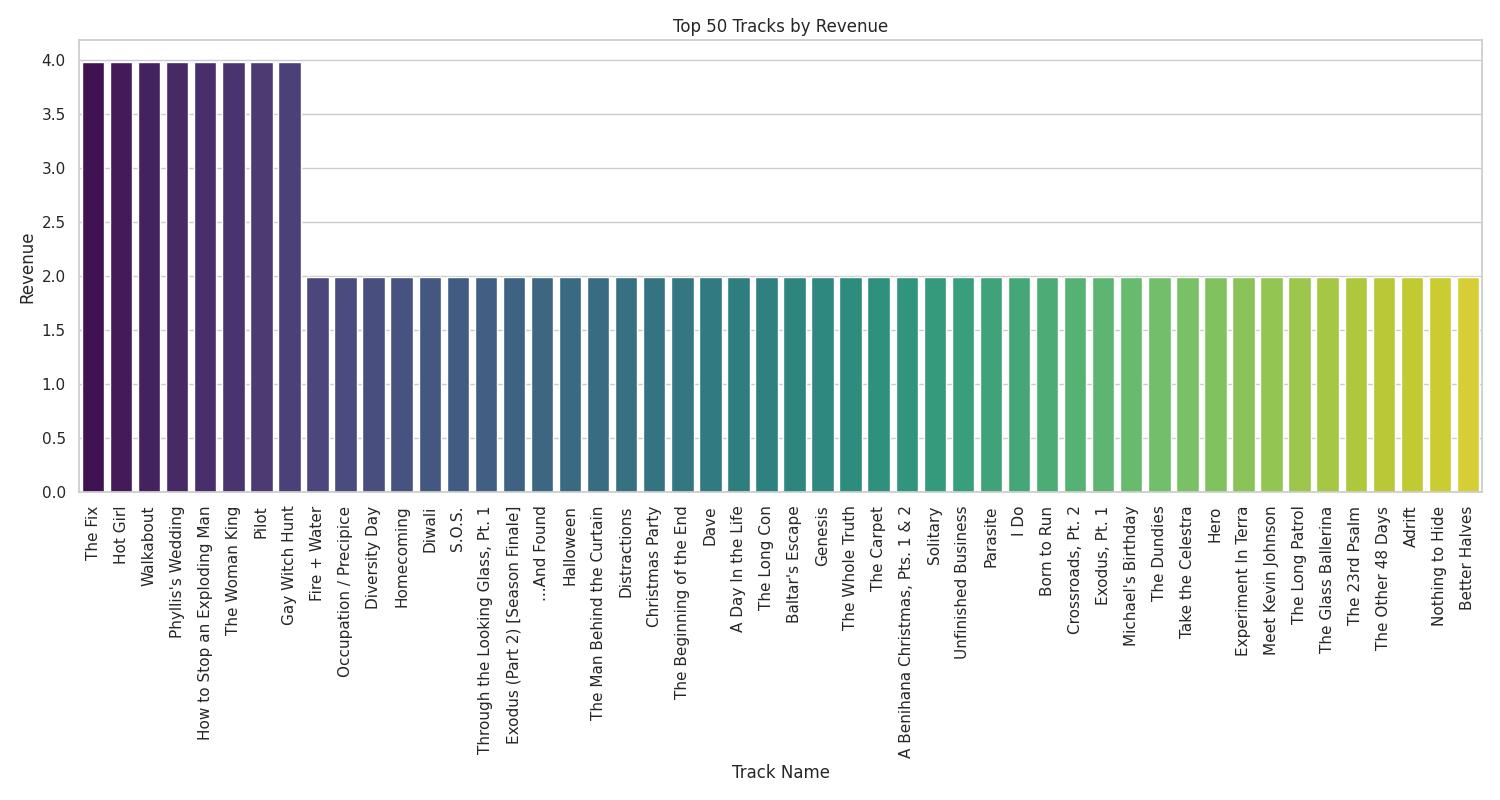 Top 50 Tracks by Revenue
Revenue
4.0
3.5
3.0
2.5
2.0
1.5
1.0
0.5
0.0
The Fix
Hot Girl
Walkabout
Phyllis's Wedding
How to Stop an Exploding Man
The Woman King
Pilot
Gay Witch Hunt
Fire + Water
Occupation / Precipice
Diversity Day
Homecoming
Diwali
S.O.S.
Through the Looking Glass, Pt. 1
Exodus (Part 2) [Season Finale]
...And Found
Halloween
The Man Behind the Curtain
Distractions
Christmas Party
The Beginning of the End
Dave
A Day In the Life
The Long Con
Baltar's Escape
Genesis
The Whole Truth
The Carpet
A Benihana Christmas, Pts. 1 & 2
Solitary
Unfinished Business
Parasite
I Do
Born to Run
Crossroads, Pt. 2
Exodus, Pt. 1
Michael's Birthday
The Dundies
Take the Celestra
Hero
Experiment In Terra
Meet Kevin Johnson
The Long Patrol
The Glass Ballerina
The 23rd Psalm
The Other 48 Days
Adrift
Nothing to Hide
Better Halves
Track Name